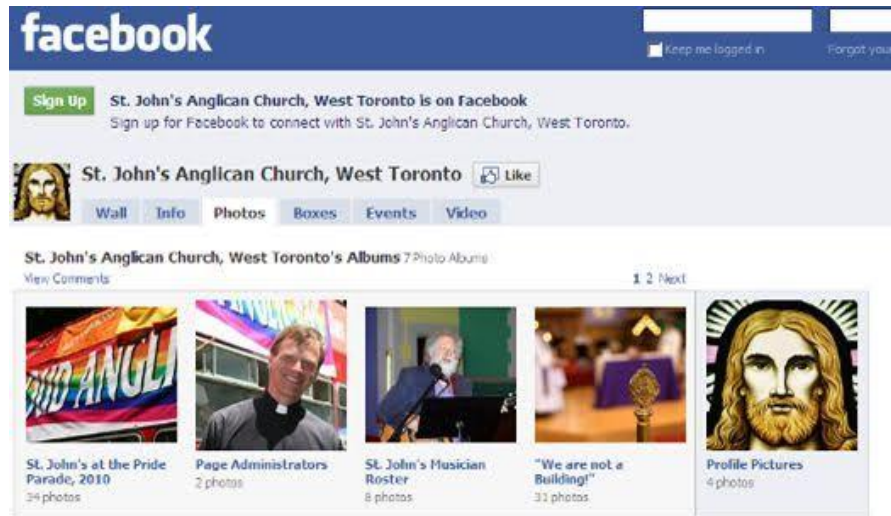 facebook
Keep me logged in
Forgot your
Sign Up
St. John's Anglican Church, West Toronto is on Facebook
Sign up for Facebook to connect with St. John's Anglican Church, West Toronto.
St. John's Anglican Church, West Toronto
Like
Wall Info Photos Boxes Events Video
St. John's Anglican Church, West Toronto's Albums 7 Photo Albums
View Comments
1 2 Next
UD ANGLI
St. John's at the Pride
Parade, 2010
34 photos
Page Administrators
2 photos
St. John's Musician
Roster
8 photos
"We are not a
Building!"
31 photos
Profile Pictures
4 photos